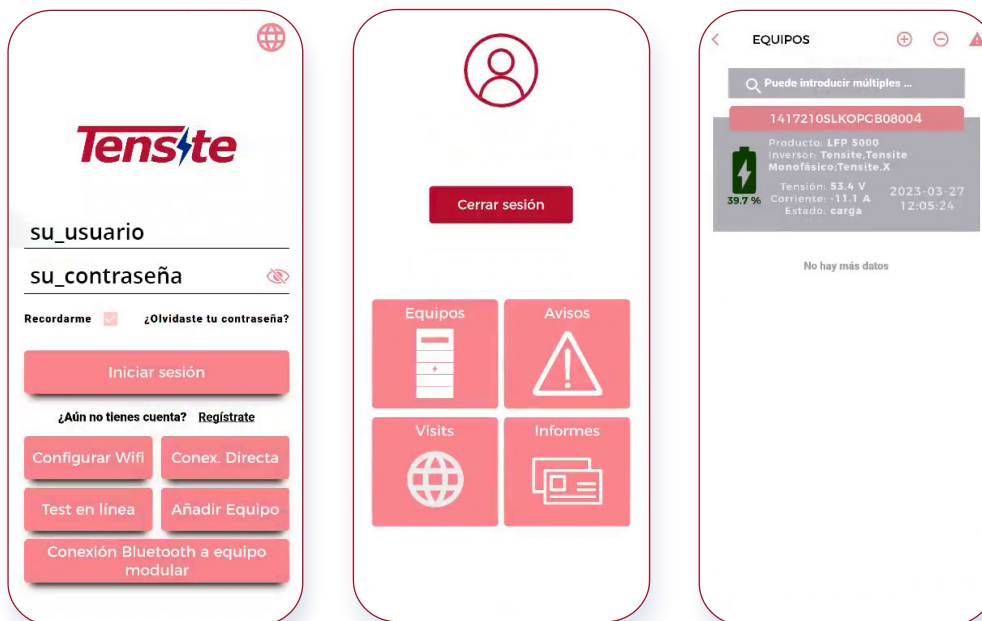 Tensite
su_usuario
su_contraseña
Recordarme
¿Olvidaste tu contraseña?
Iniciar sesión
¿Aún no tienes cuenta? Regístrate
Configurar Wifi
Conex. Directa
Test en línea
Añadir Equipo
Conexión Bluetooth a equipo
modular
Cerrar sesión
Equipos
Avisos
Visits
Informes
EQUIPOS
Puede introducir múltiples ...
1417210SLKOPCB08004
Producto: LFP 5000
Inversor: Tensite,Tensite
Monofásico;Tensite,X
Tensión: 53.4 V
Corriente: -11.1 A
Estado: carga
39.7 %
2023-03-27
12:05:24
No hay más datos